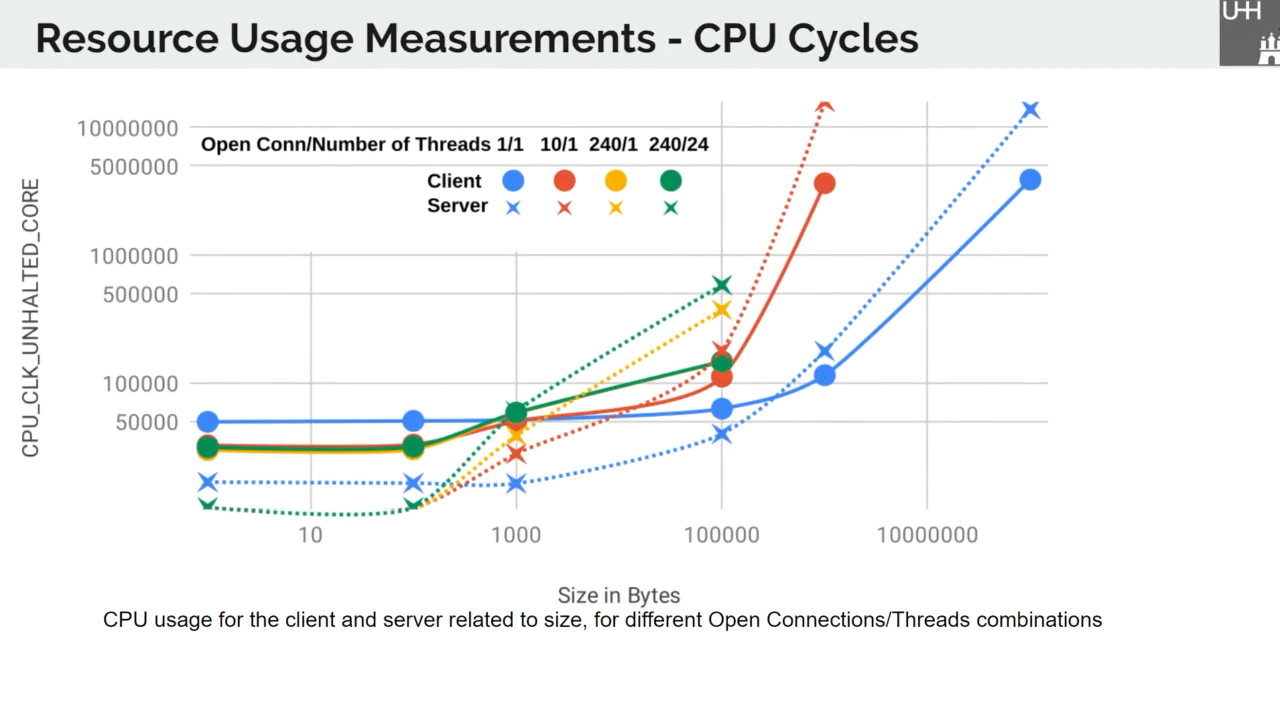 Resource Usage Measurements - CPU Cycles
UHH
CPU_CLK_UNHALTED_CORE
10000000
5000000
1000000
500000
100000
50000
Open Conn/Number of Threads 1/1 10/1 240/1 240/24
Client
Server
10 1000 100000 10000000
Size in Bytes
CPU usage for the client and server related to size, for different Open Connections/Threads combinations